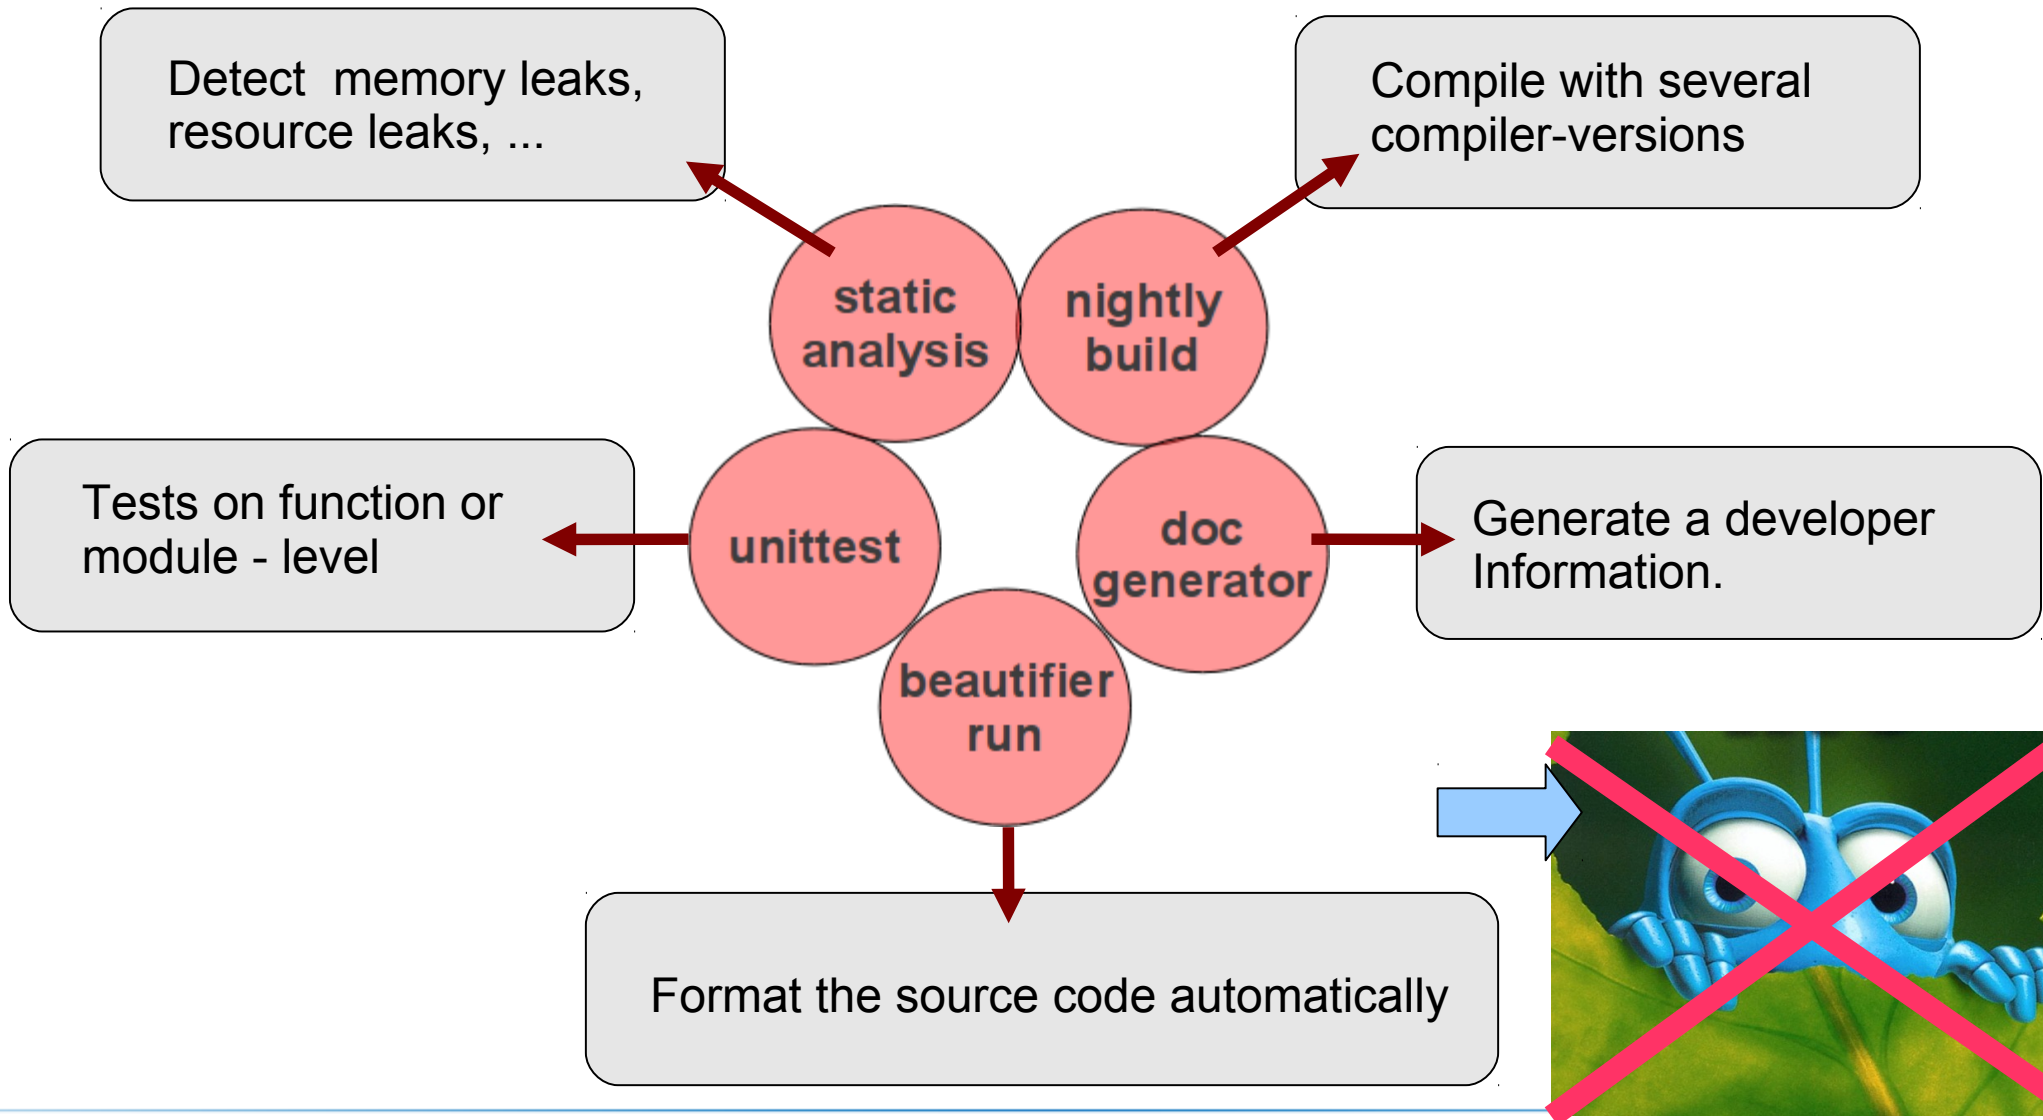 Detect  memory leaks,
resource leaks, ...
Compile with several
compiler-versions
static
analysis
nightly
build
Tests on function or
module - level
unittest
doc
generator
Generate a developer
Information.
beautifier
run
Format the source code automatically